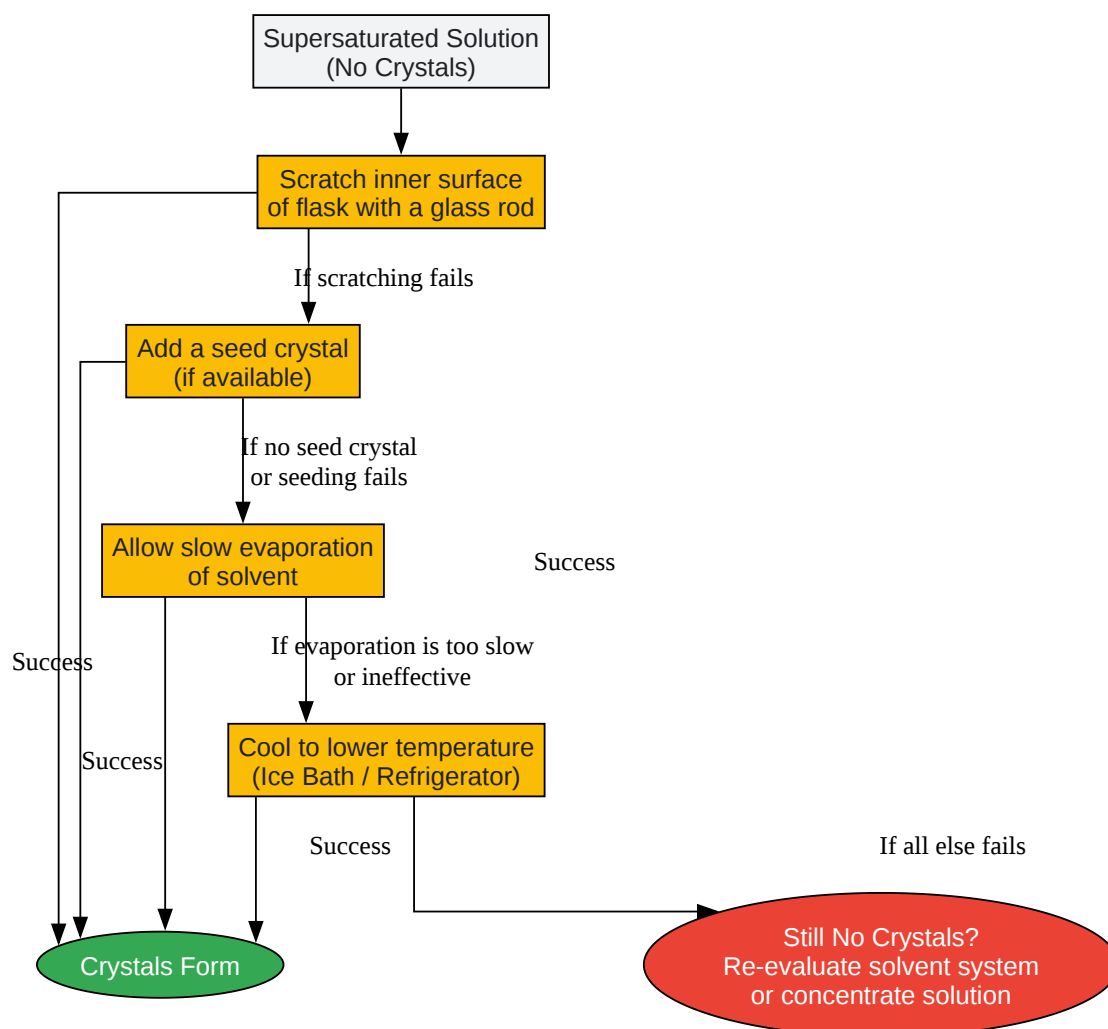 Supersaturated Solution
(No Crystals)
Scratch inner surface
of flask with a glass rod
If scratching fails
Add a seed crystal
(if available)
If no seed crystal
or seeding fails
Allow slow evaporation
of solvent
Success
If evaporation is too slow
or ineffective
Success
Success
Cool to lower temperature
(Ice Bath / Refrigerator)
Success
If all else fails
Crystals Form
Still No Crystals?
Re-evaluate solvent system
or concentrate solution